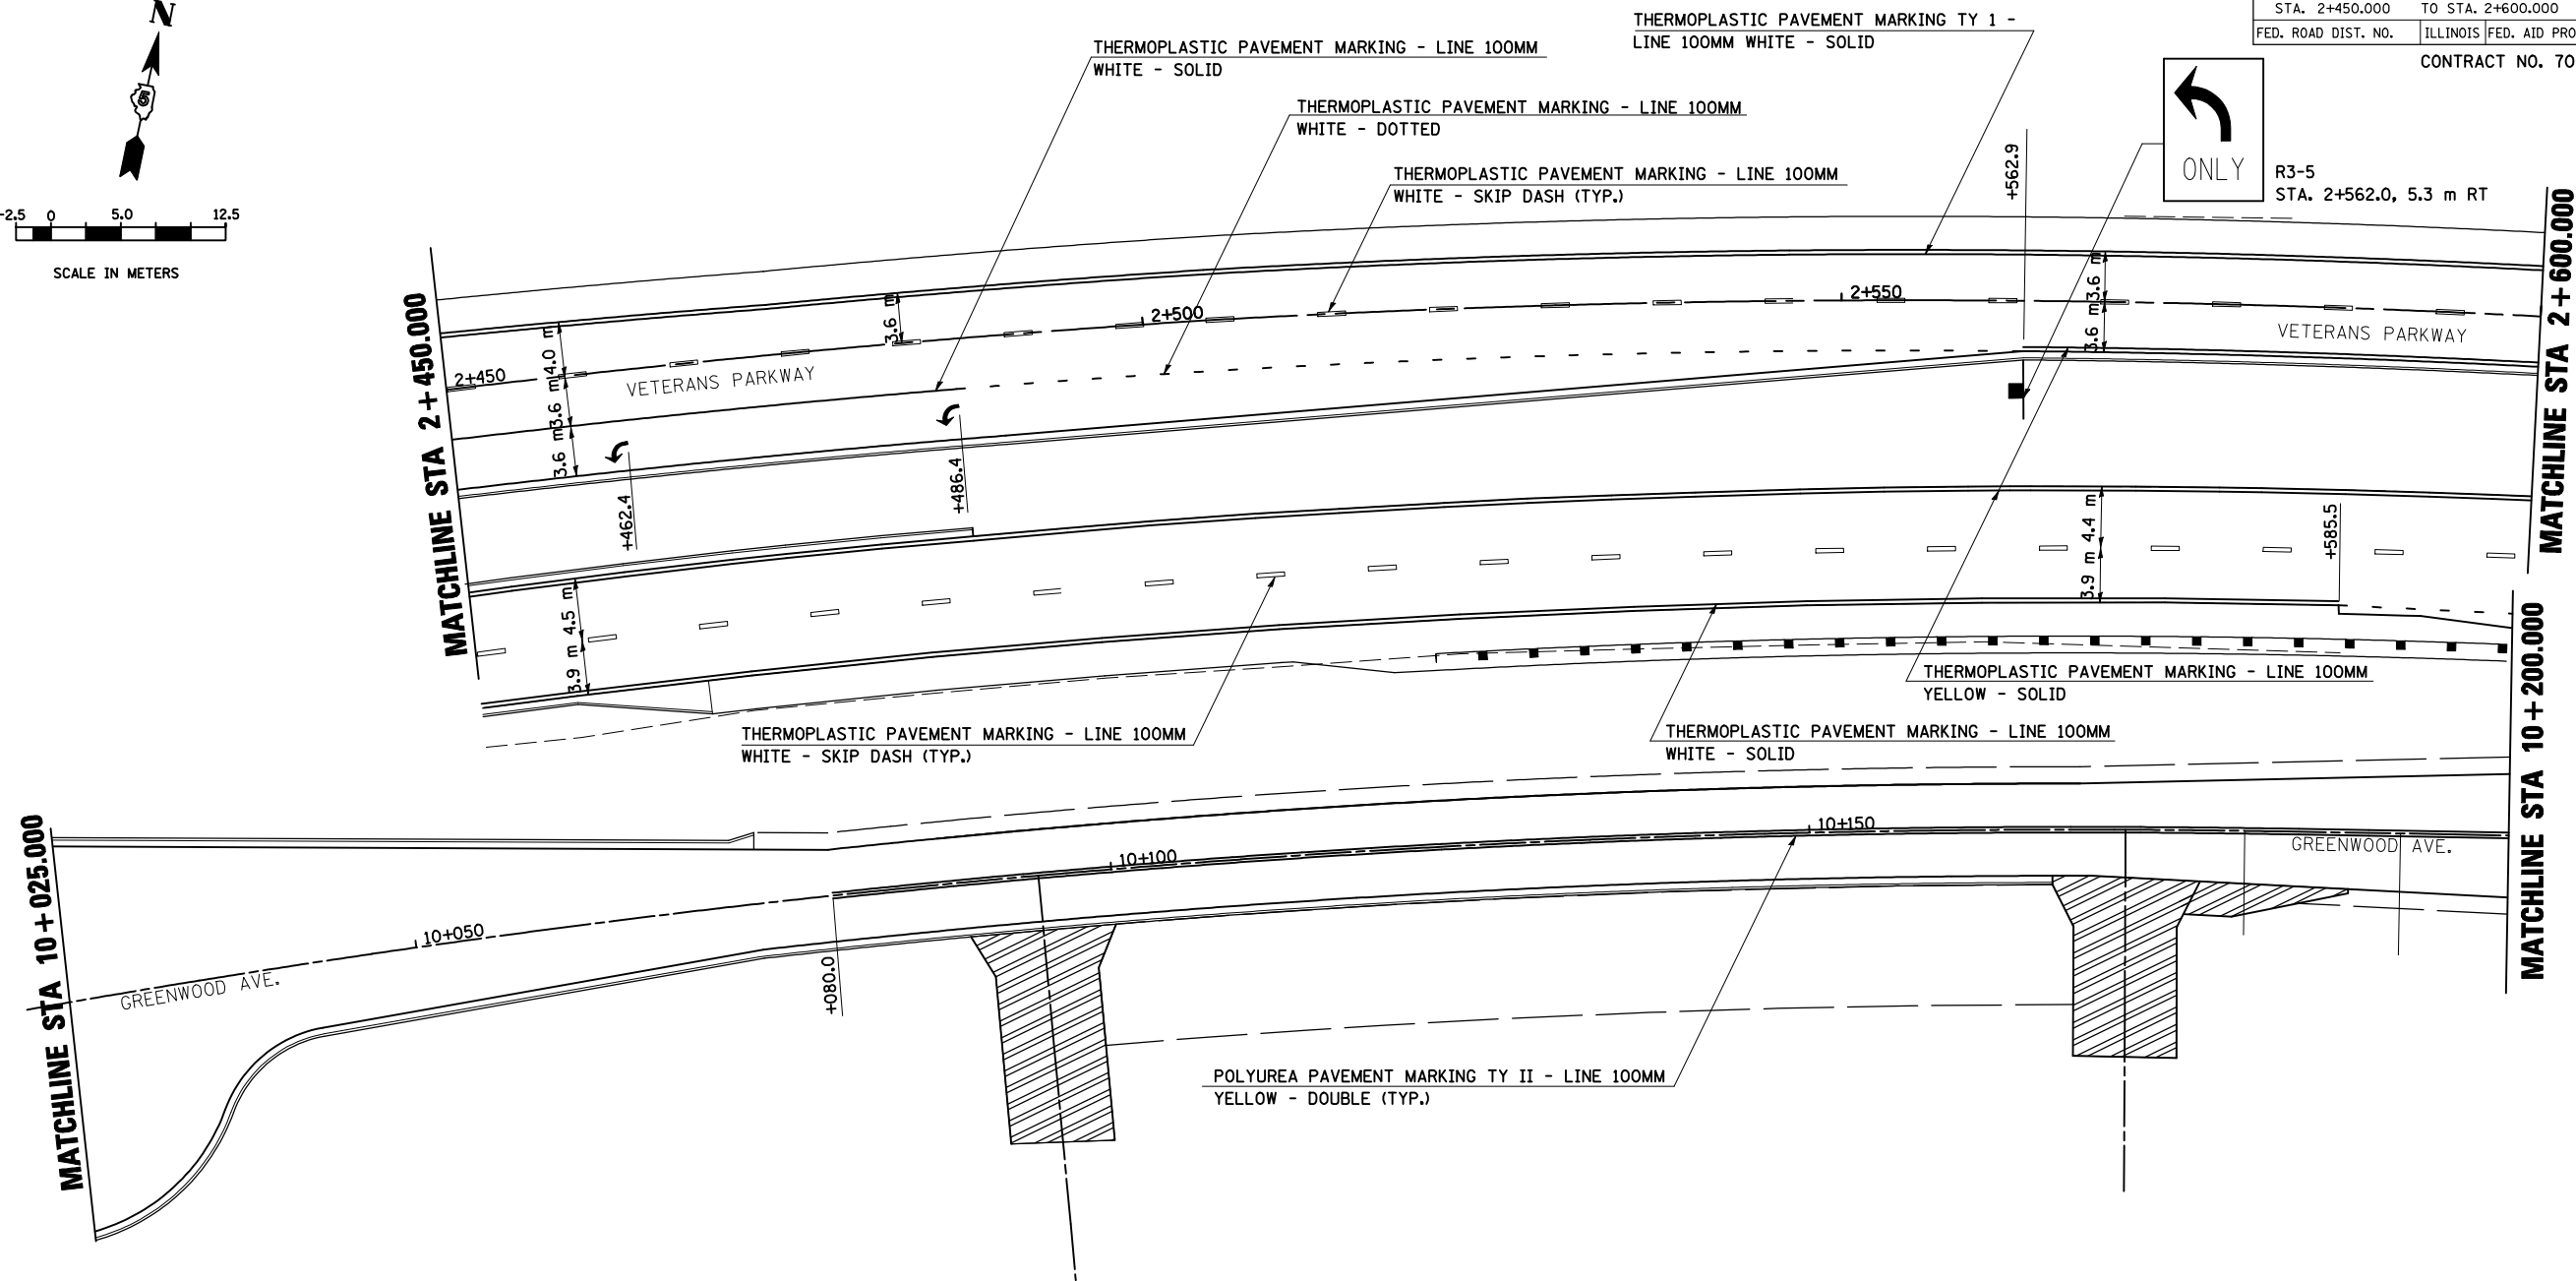 N
6
-2.5 0 5.0 12.5
SCALE IN METERS
STA. 2+450.000 TO STA. 2+600.000
FED. ROAD DIST. NO. ILLINOIS FED. AID PRO
CONTRACT NO. 70
THERMOPLASTIC PAVEMENT MARKING TY 1 -
LINE 100MM WHITE - SOLID
THERMOPLASTIC PAVEMENT MARKING - LINE 100MM
WHITE - SOLID
THERMOPLASTIC PAVEMENT MARKING - LINE 100MM
WHITE - DOTTED
THERMOPLASTIC PAVEMENT MARKING - LINE 100MM
WHITE - SKIP DASH (TYP.)
+562.9
ONLY
R3-5
STA. 2+562.0, 5.3 m RT
MATCHLINE STA 2+450.000
MATCHLINE STA 2+600.000
2+450
2+500
2+550
VETERANS PARKWAY
VETERANS PARKWAY
4.0 m
3.6 m
3.6 m
3.6 m
3.6 m
3.6 m
+462.4
+486.4
4.5 m
3.9 m
4.4 m
3.9 m
+585.5
THERMOPLASTIC PAVEMENT MARKING - LINE 100MM
YELLOW - SOLID
THERMOPLASTIC PAVEMENT MARKING - LINE 100MM
WHITE - SKIP DASH (TYP.)
THERMOPLASTIC PAVEMENT MARKING - LINE 100MM
WHITE - SOLID
MATCHLINE STA 10+025.000
MATCHLINE STA 10+200.000
10+050
10+100
10+150
GREENWOOD AVE.
GREENWOOD AVE.
+080.0
POLYUREA PAVEMENT MARKING TY II - LINE 100MM
YELLOW - DOUBLE (TYP.)